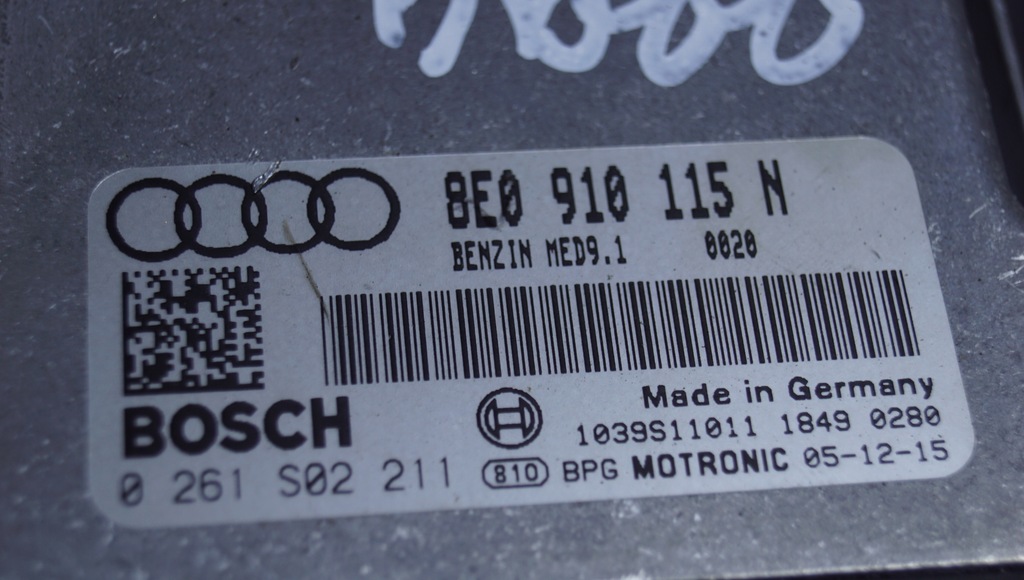 8E0 910 115 N
BENZIN MED9.1 0020
BOSCH
Made in Germany
1039S11011 1849 0280
0 261 S02 211
810 BPG MOTRONIC 05-12-15